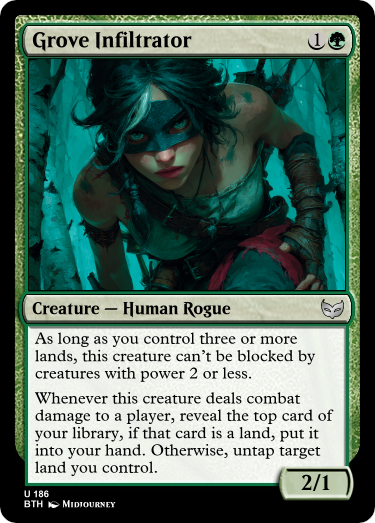 Grove Infiltrator 1
Creature — Human Rogue
As long as you control three or more
lands, this creature can't be blocked by
creatures with power 2 or less.
Whenever this creature deals combat
damage to a player, reveal the top card of
your library, if that card is a land, put it
into your hand. Otherwise, untap target
land you control.
2/1
U 186
BTH Midjourney